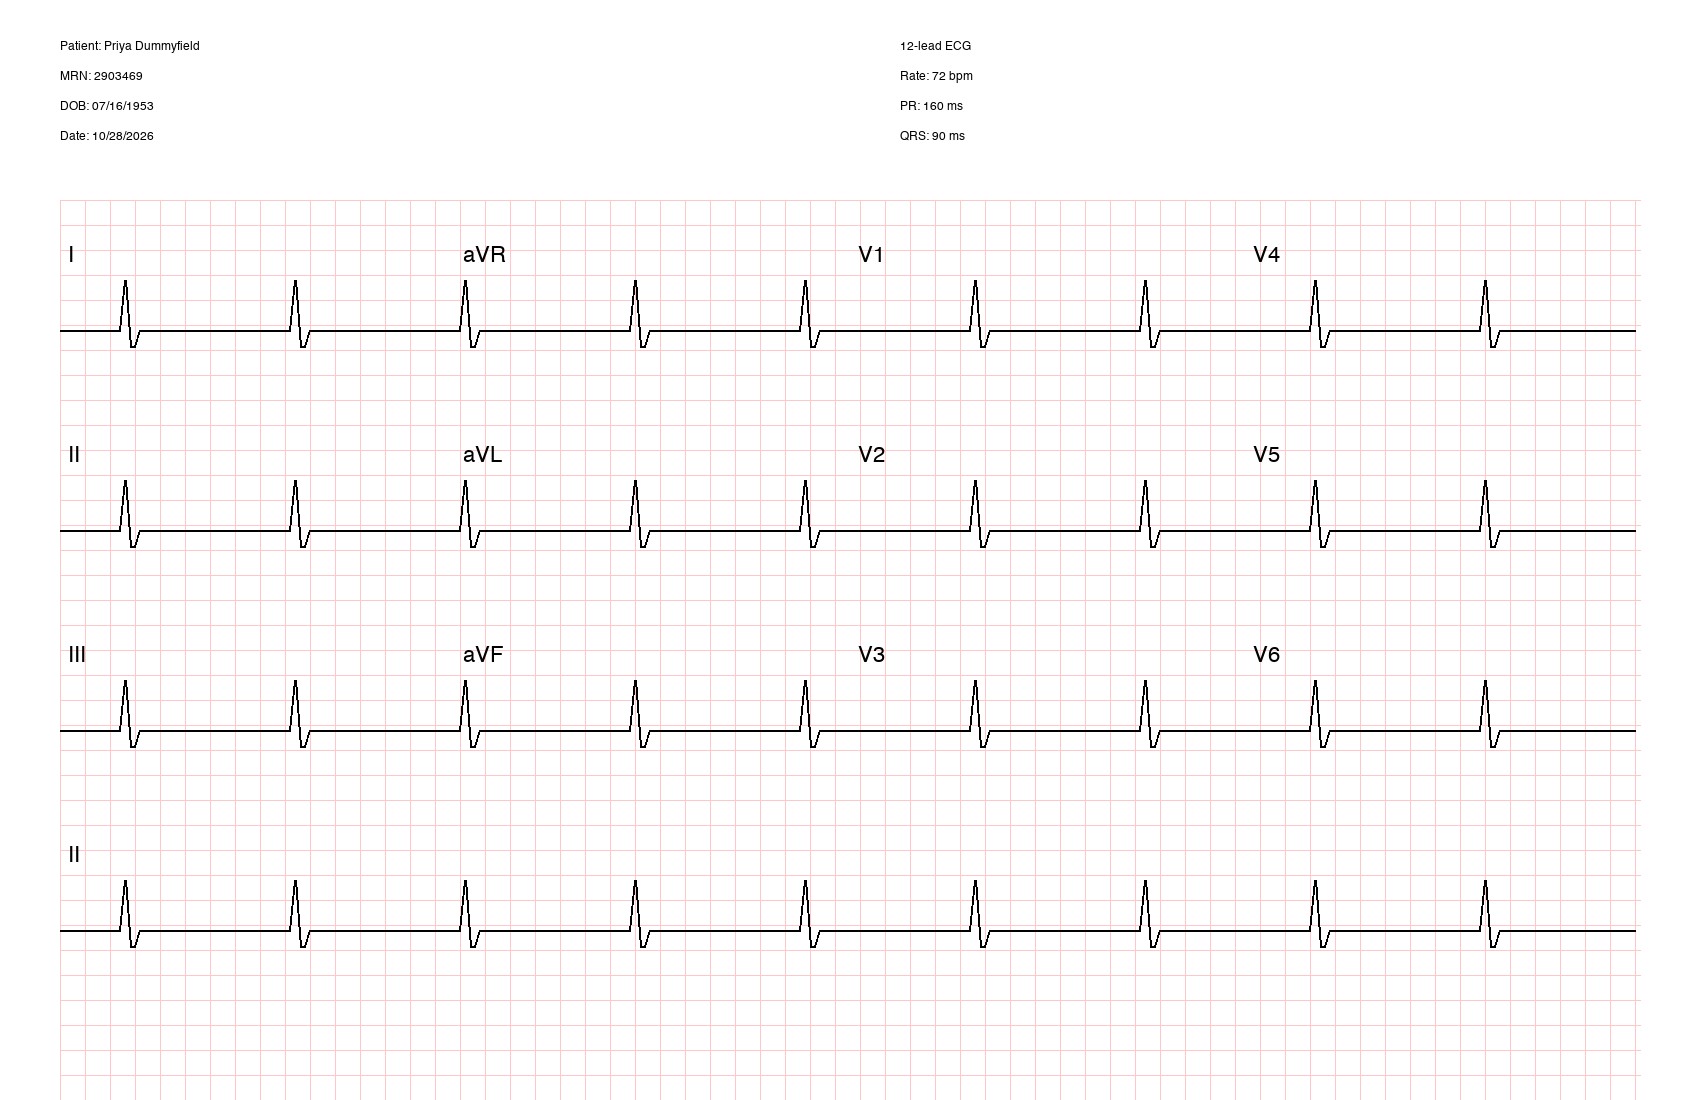 Patient: Priya Dummyfield
MRN: 2903469
DOB: 07/16/1953
Date: 10/28/2026
12-lead ECG
Rate: 72 bpm
PR: 160 ms
QRS: 90 ms
I aVR V1 V4
II aVL V2 V5
III aVF V3 V6
II